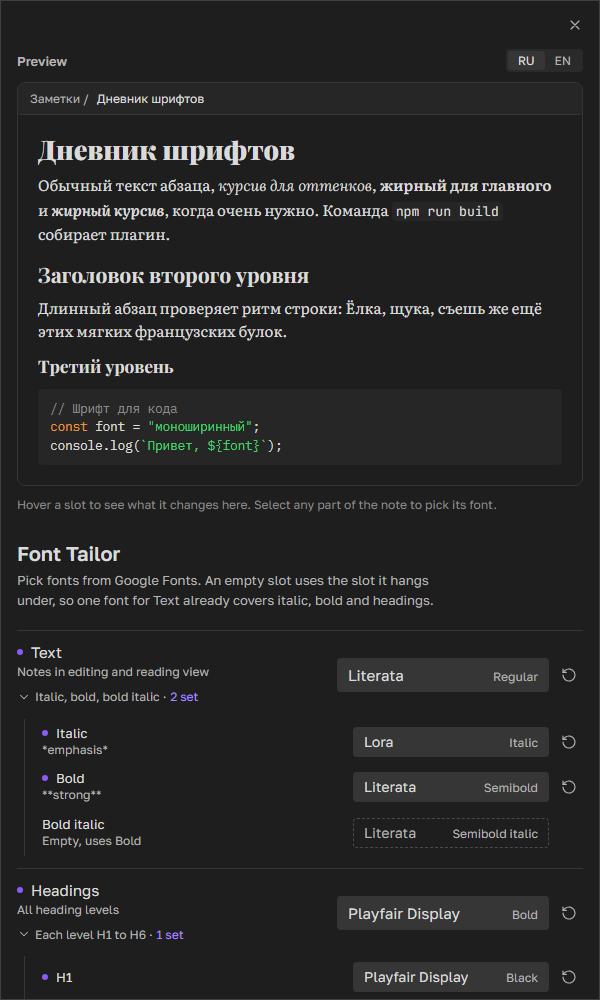 Preview
RU EN
Заметки / Дневник шрифтов
Дневник шрифтов
Обычный текст абзаца, курсив для оттенков, жирный для главного
и жирный курсив, когда очень нужно. Команда npm run build
собирает плагин.
Заголовок второго уровня
Длинный абзац проверяет ритм строки: Ёлка, щука, съешь же ещё
этих мягких французских булок.
Третий уровень
// Шрифт для кода
const font = "моноширинный";
console.log(`Привет, ${font}`);
Hover a slot to see what it changes here. Select any part of the note to pick its font.
Font Tailor
Pick fonts from Google Fonts. An empty slot uses the slot it hangs
under, so one font for Text already covers italic, bold and headings.
Text
Notes in editing and reading view
Literata Regular
Italic, bold, bold italic · 2 set
Italic
*emphasis*
Lora Italic
Bold
**strong**
Literata Semibold
Bold italic
Empty, uses Bold
Literata Semibold italic
Headings
All heading levels
Playfair Display Bold
Each level H1 to H6 · 1 set
H1
Playfair Display Black